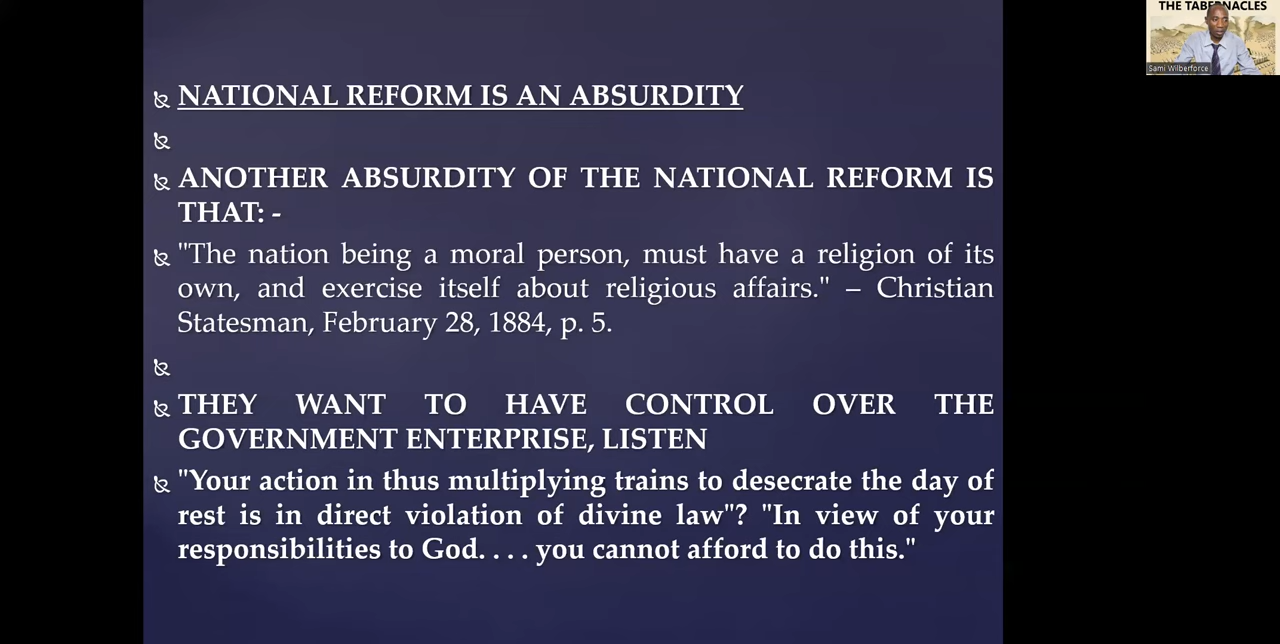 THE TABERNACLES
Sami Wilberforce
NATIONAL REFORM IS AN ABSURDITY
ANOTHER ABSURDITY OF THE NATIONAL REFORM IS
THAT: -
"The nation being a moral person, must have a religion of its
own, and exercise itself about religious affairs." – Christian
Statesman, February 28, 1884, p. 5.
THEY WANT TO HAVE CONTROL OVER THE
GOVERNMENT ENTERPRISE, LISTEN
"Your action in thus multiplying trains to desecrate the day of
rest is in direct violation of divine law"? "In view of your
responsibilities to God. . . . you cannot afford to do this."